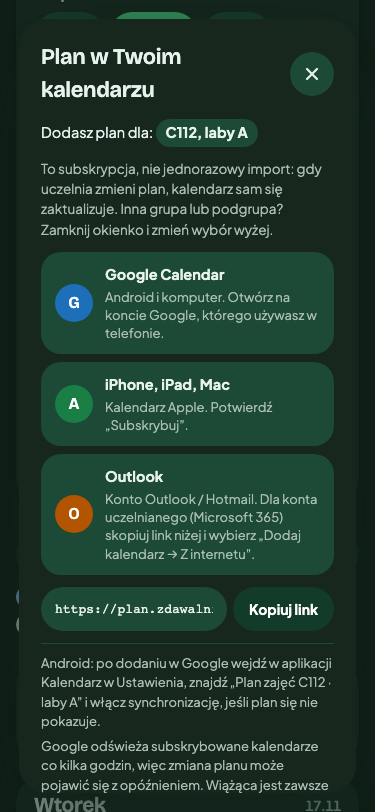 Plan w Twoim
kalendarzu
Dodasz plan dla: C112, laby A
To subskrypcja, nie jednorazowy import: gdy
uczelnia zmieni plan, kalendarz sam się
zaktualizuje. Inna grupa lub podgrupa?
Zamknij okienko i zmień wybór wyżej.
Google Calendar
G
Android i komputer. Otwórz na
koncie Google, którego używasz w
telefonie.
iPhone, iPad, Mac
A
Kalendarz Apple. Potwierdź
„Subskrybuj”.
Outlook
O
Konto Outlook / Hotmail. Dla konta
uczelnianego (Microsoft 365)
skopiuj link niżej i wybierz „Dodaj
kalendarz → Z internetu”.
https://plan.zdawaln
Kopiuj link
Android: po dodaniu w Google wejdź w aplikacji
Kalendarz w Ustawienia, znajdź „Plan zajęć C112 ·
laby A” i włącz synchronizację, jeśli plan się nie
pokazuje.
Google odświeża subskrybowane kalendarze
co kilka godzin, więc zmiana planu może
pojawić się z opóźnieniem. Wiążąca jest zawsze
Wtorek 17.11